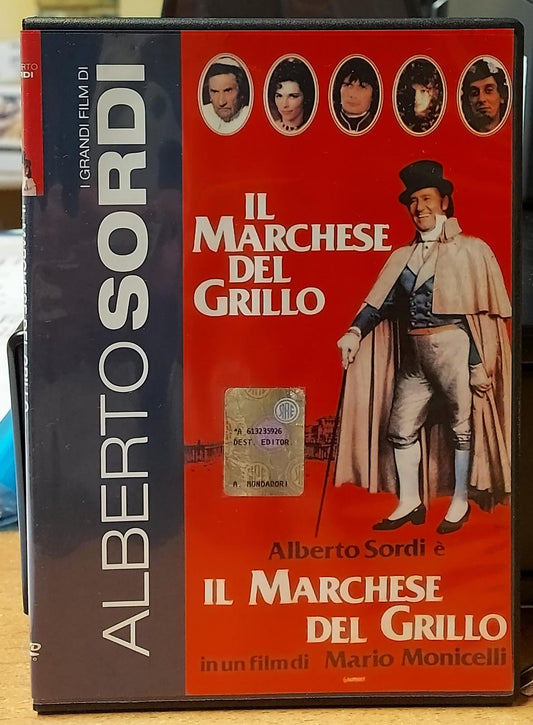 I GRANDI FILM DI
ALBERTO SORDI
IL
MARCHESE
DEL
GRILLO
*A 613235926
DEST. EDITOR.
A. MONDADORI
Alberto Sordi è
IL MARCHESE
DEL GRILLO
in un film di Mario Monicelli